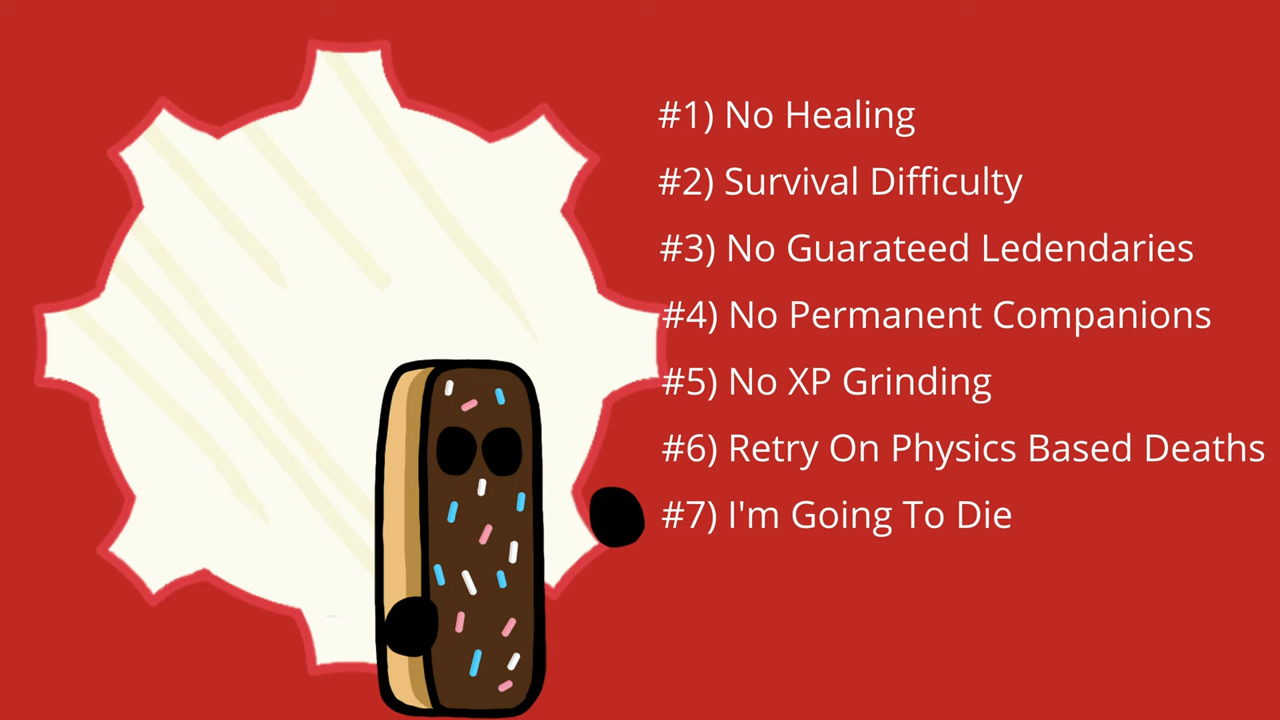 #1) No Healing
#2) Survival Difficulty
#3) No Guarateed Ledendaries
#4) No Permanent Companions
#5) No XP Grinding
#6) Retry On Physics Based Deaths
#7) I'm Going To Die